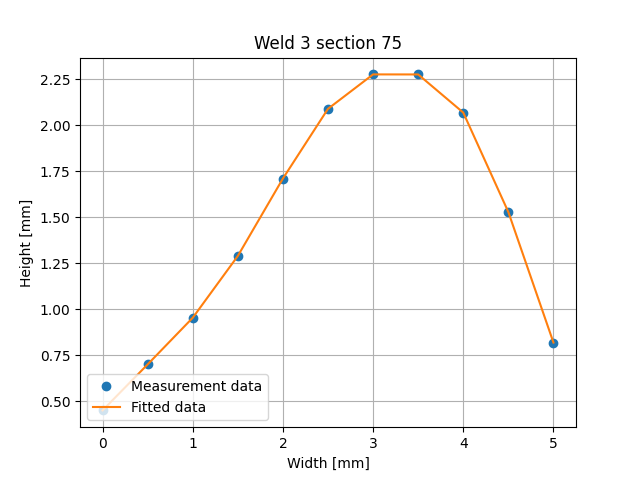 Weld 3 section 75
Height [mm]
2.25
2.00
1.75
1.50
1.25
1.00
0.75
0.50
Measurement data
Fitted data
0 1 2 3 4 5
Width [mm]